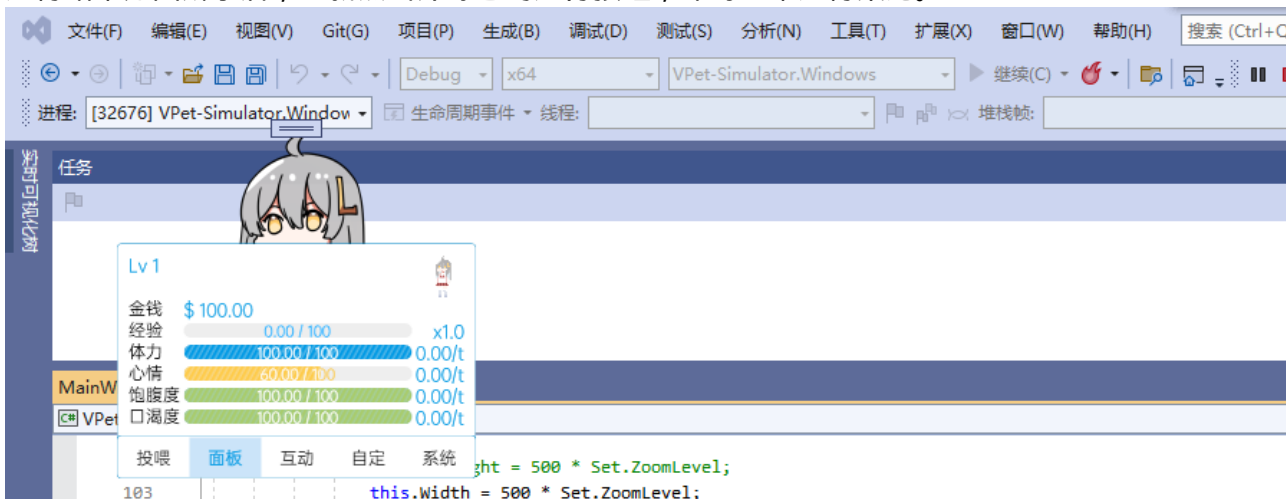 文件(F) 编辑(E) 视图(V) Git(G) 项目(P) 生成(B) 调试(D) 测试(S) 分析(N) 工具(T) 扩展(X) 窗口(W) 帮助(H) 搜索 (Ctrl+Q
Debug x64 VPet-Simulator.Windows 继续(C)
进程: [32676] VPet-Simulator.Window 生命周期事件 线程: 堆栈帧:
实时可视化树
任务
Lv 1
金钱 $ 100.00
经验 0.00 / 100 x1.0
体力 100.00 / 100 0.00/t
心情 60.00 / 100 0.00/t
饱腹度 100.00 / 100 0.00/t
口渴度 100.00 / 100 0.00/t
投喂 面板 互动 自定 系统
MainW
C# VPet
ght = 500 * Set.ZoomLevel;
103 this.Width = 500 * Set.ZoomLevel;